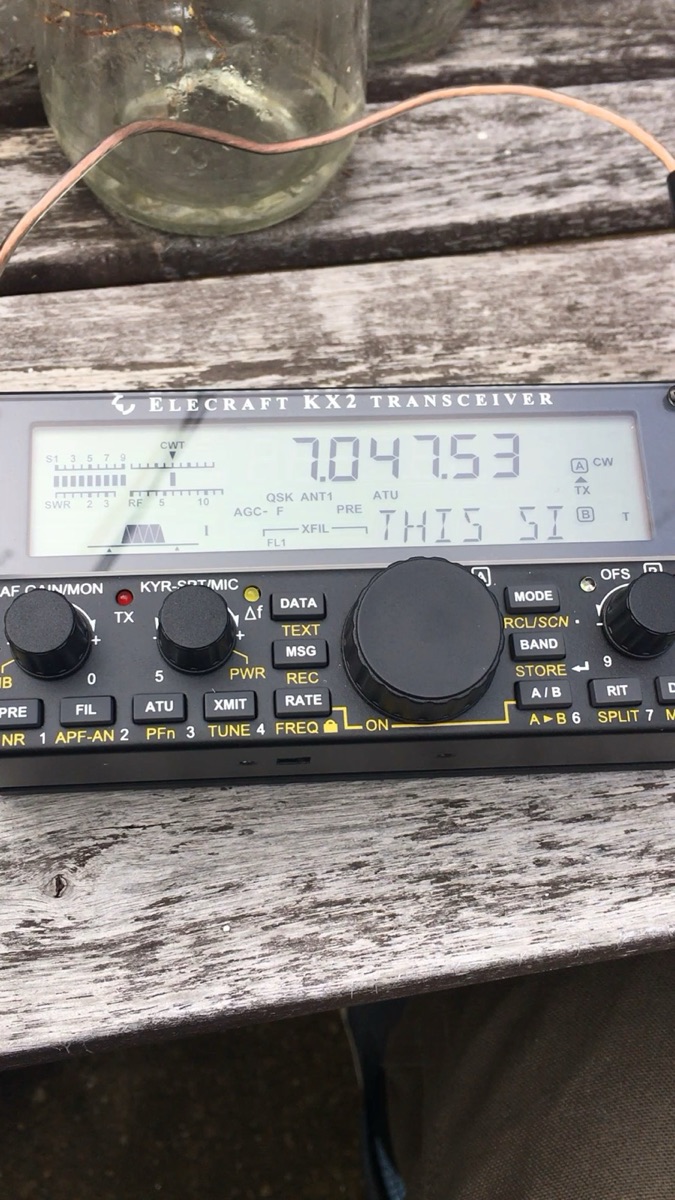 ELECRAFT KX2 TRANSCEIVER
CWT
S1 3 5 7 9
7.047.53
A CW
SWR 2 3 RF 5 10
TX
QSK ANT1 ATU
AGC- F PRE
B T
XFIL
FL1
THIS SI
AF GAIN/MON KYR-SPT/MIC A OFS B
TX Δf
DATA MODE
TEXT RCL/SCN
- + - + -
MSG BAND
PWR REC STORE 9
0 5
PRE FIL ATU XMIT RATE A/B RIT
NR 1 APF-AN 2 PFn 3 TUNE 4 FREQ ON A►B 6 SPLIT 7